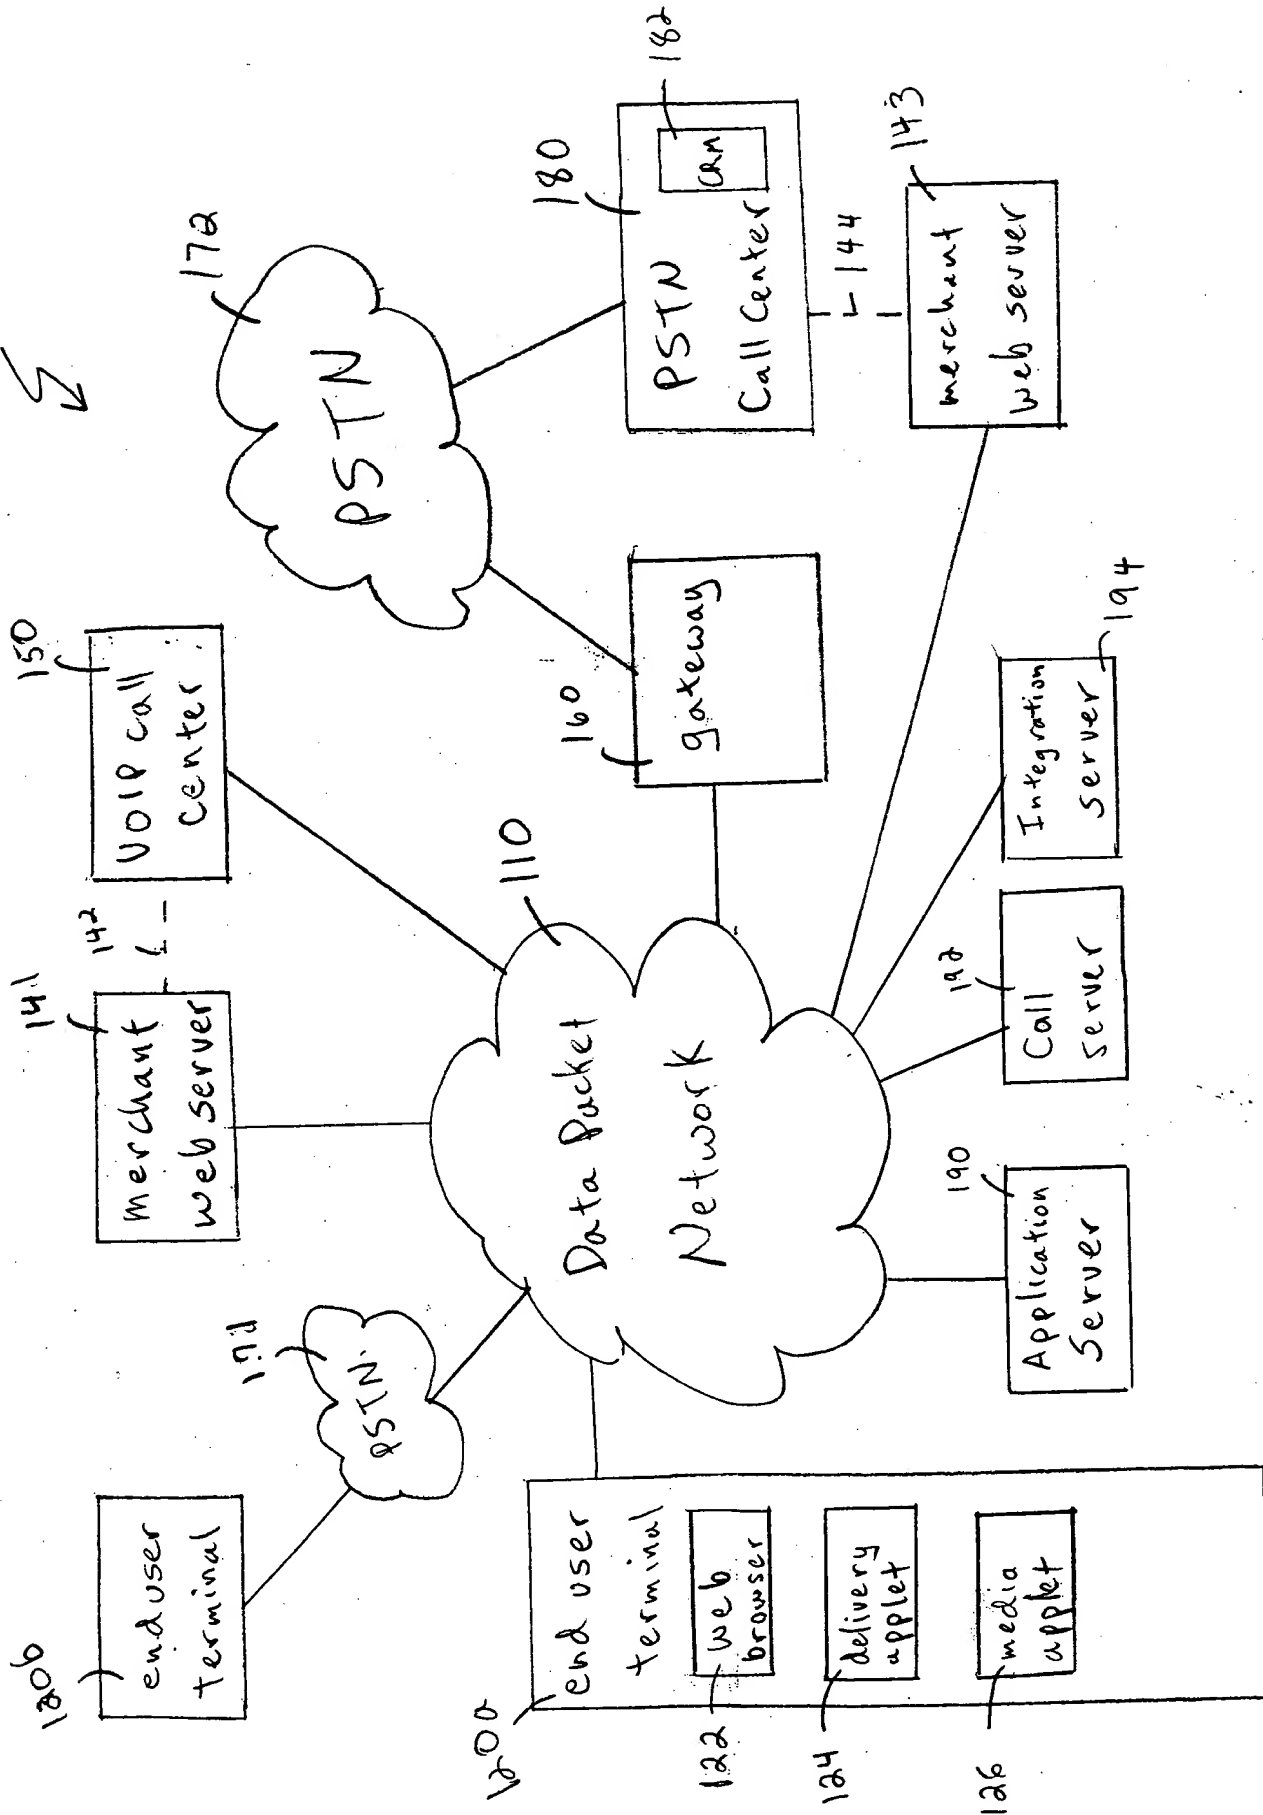 120b
end user
terminal
171
PSTN
141
merchant
web server
142
150
VOIP call
center
172
PSTN
110
Data Packet
Network
160
gateway
180
PSTN
Call Center
CRM
182
144
143
merchant
web server
120a
end user
terminal
122
web
browser
124
delivery
applet
126
media
applet
190
Application
Server
192
Call
Server
194
Integration
Server